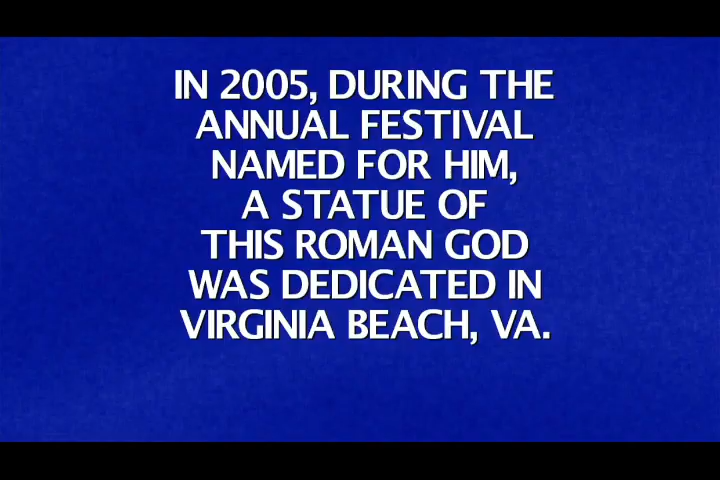 IN 2005, DURING THE
ANNUAL FESTIVAL
NAMED FOR HIM,
A STATUE OF
THIS ROMAN GOD
WAS DEDICATED IN
VIRGINIA BEACH, VA.